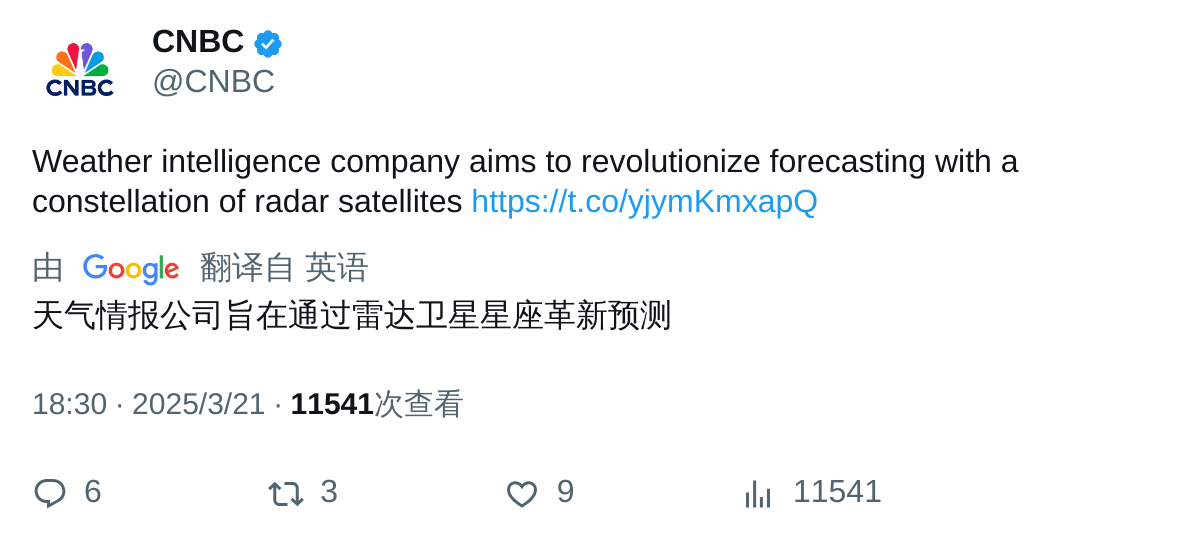 CNBC
CNBC
@CNBC
Weather intelligence company aims to revolutionize forecasting with a
constellation of radar satellites https://t.co/yjymKmxapQ
由 Google 翻译自 英语
天气情报公司旨在通过雷达卫星星座革新预测
18:30 · 2025/3/21 · 11541次查看
6 3 9 11541